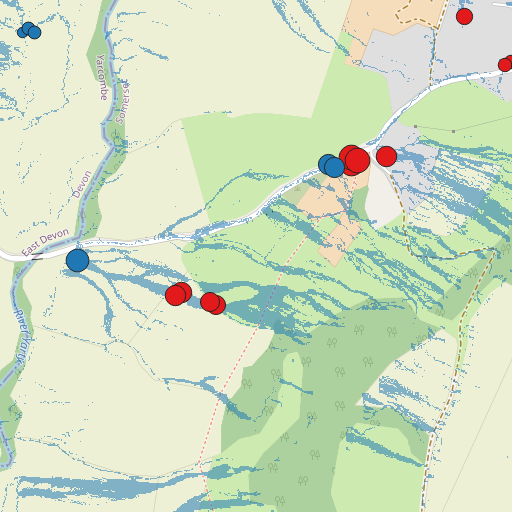 Yarcombe
Somerset
Devon
East Devon
River Yarty